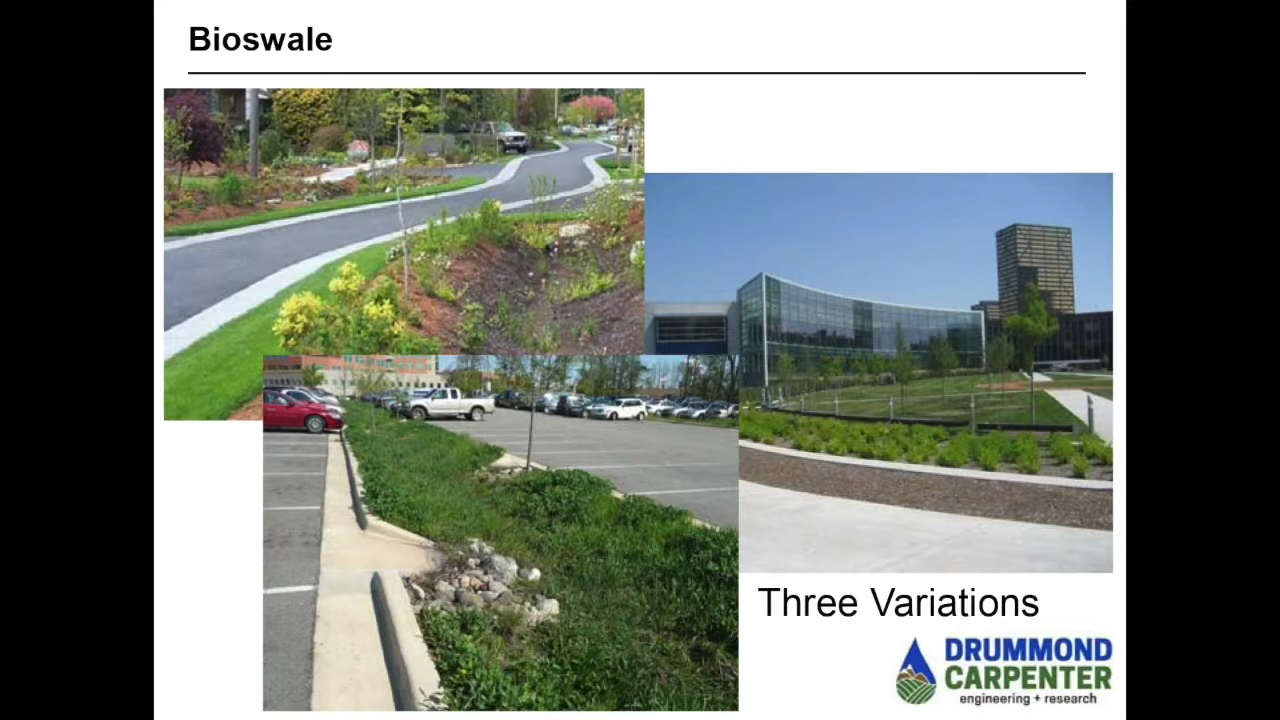 Bioswale
Three Variations
DRUMMOND
CARPENTER
engineering + research